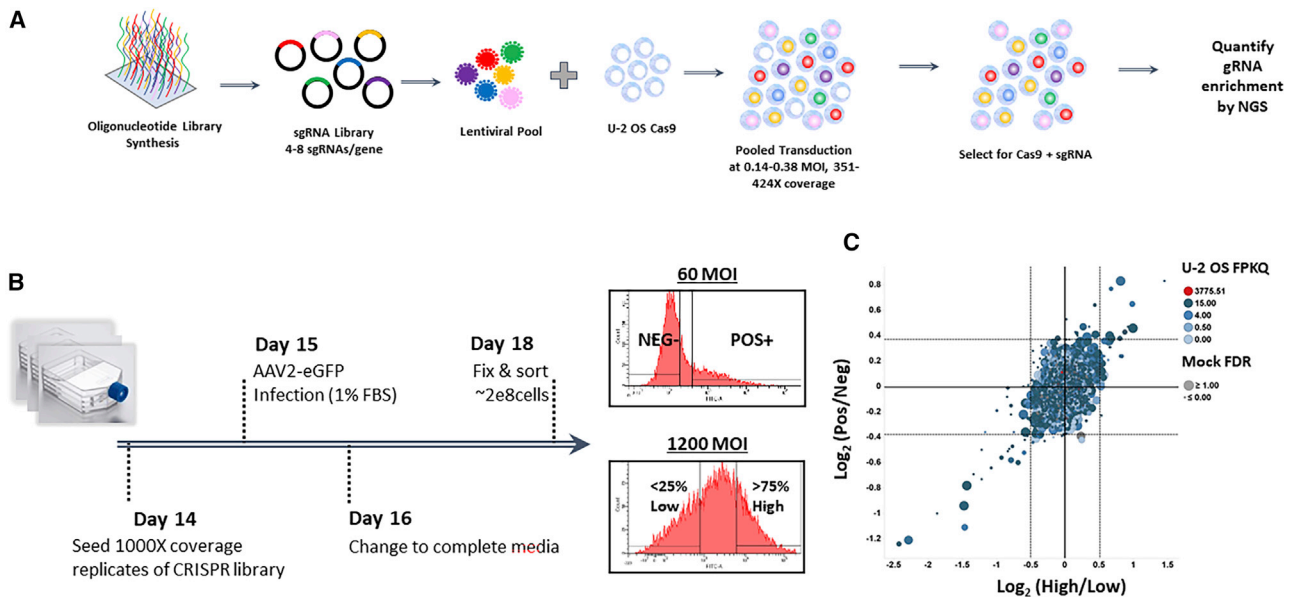 A
Oligonucleotide Library
Synthesis
sgRNA Library
4-8 sgRNAs/gene
Lentiviral Pool
U-2 OS Cas9
Pooled Transduction
at 0.14-0.38 MOI, 351-
424X coverage
Select for Cas9 + sgRNA
Quantify
gRNA
enrichment
by NGS
B
Day 14
Seed 1000X coverage
replicates of CRISPR library
Day 15
AAV2-eGFP
Infection (1% FBS)
Day 16
Change to complete media
Day 18
Fix & sort
~2e8cells
60 MOI
NEG-
POS+
Count
FITC-A
1200 MOI
<25%
Low
>75%
High
Count
FITC-A
C
Log2 (Pos/Neg)
0.8
0.6
0.4
0.2
0
-0.2
-0.4
-0.6
-0.8
-1
-1.2
-2.5 -2 -1.5 -1 -0.5 0 0.5 1 1.5
Log2 (High/Low)
U-2 OS FPKQ
3775.51
15.00
4.00
0.50
0.00
Mock FDR
≥ 1.00
≤ 0.00